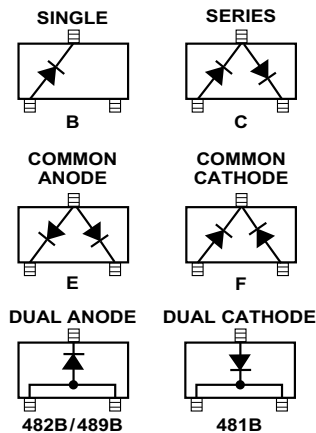 SINGLE
SERIES
B
C
COMMON
ANODE
COMMON
CATHODE
E
F
DUAL ANODE
DUAL CATHODE
482B/489B
481B